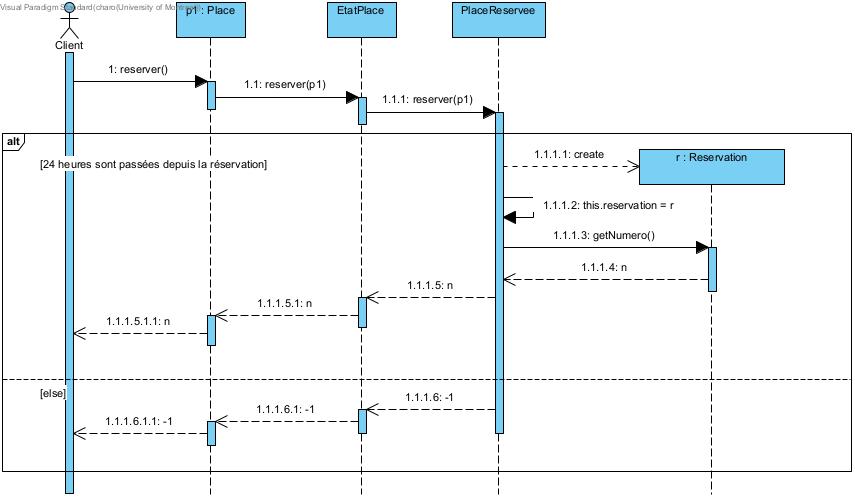 Visual Paradigm Standard(charo(University of Montreal))
p1 : Place
EtatPlace
PlaceReservee
Client
1: reserver()
1.1: reserver(p1)
1.1.1: reserver(p1)
alt
[24 heures sont passées depuis la réservation]
1.1.1.1: create
r : Reservation
1.1.1.2: this.reservation = r
1.1.1.3: getNumero()
1.1.1.4: n
1.1.1.5: n
1.1.1.5.1: n
1.1.1.5.1.1: n
[else]
1.1.1.6: -1
1.1.1.6.1: -1
1.1.1.6.1.1: -1